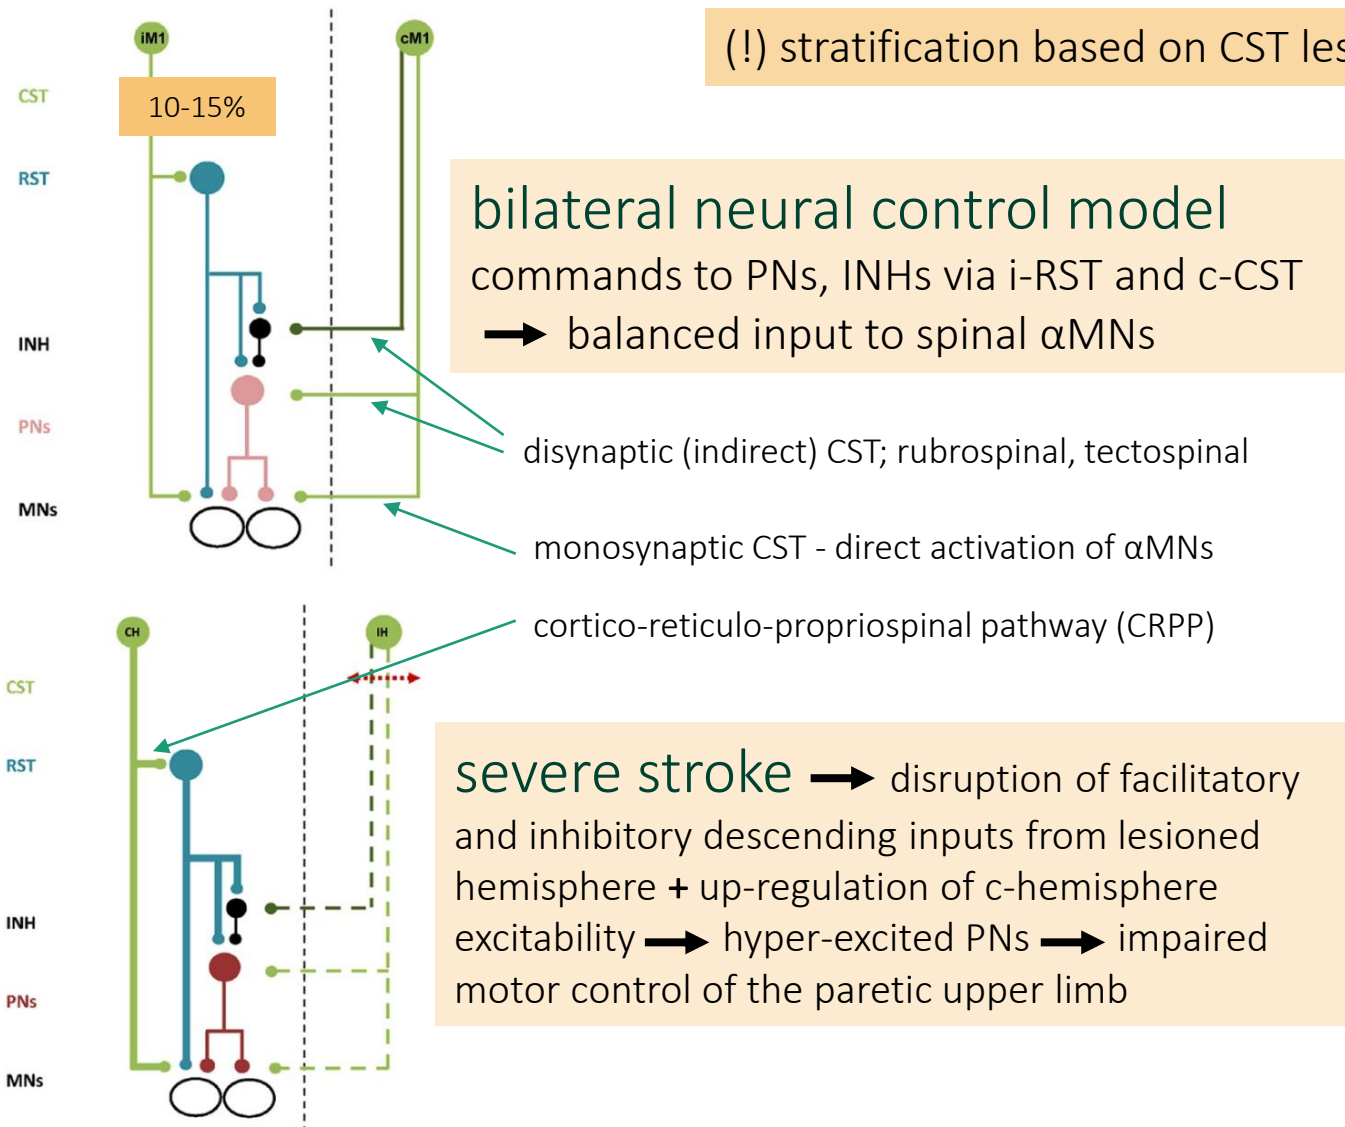 iM1
cM1
(!) stratification based on CST les
CST
10-15%
RST
bilateral neural control model
commands to PNs, INHs via i-RST and c-CST
→ balanced input to spinal αMNs
INH
PNs
disynaptic (indirect) CST; rubrospinal, tectospinal
MNs
monosynaptic CST - direct activation of αMNs
CH
IH
cortico-reticulo-propriospinal pathway (CRPP)
CST
RST
severe stroke → disruption of facilitatory
and inhibitory descending inputs from lesioned
hemisphere + up-regulation of c-hemisphere
excitability → hyper-excited PNs → impaired
motor control of the paretic upper limb
INH
PNs
MNs